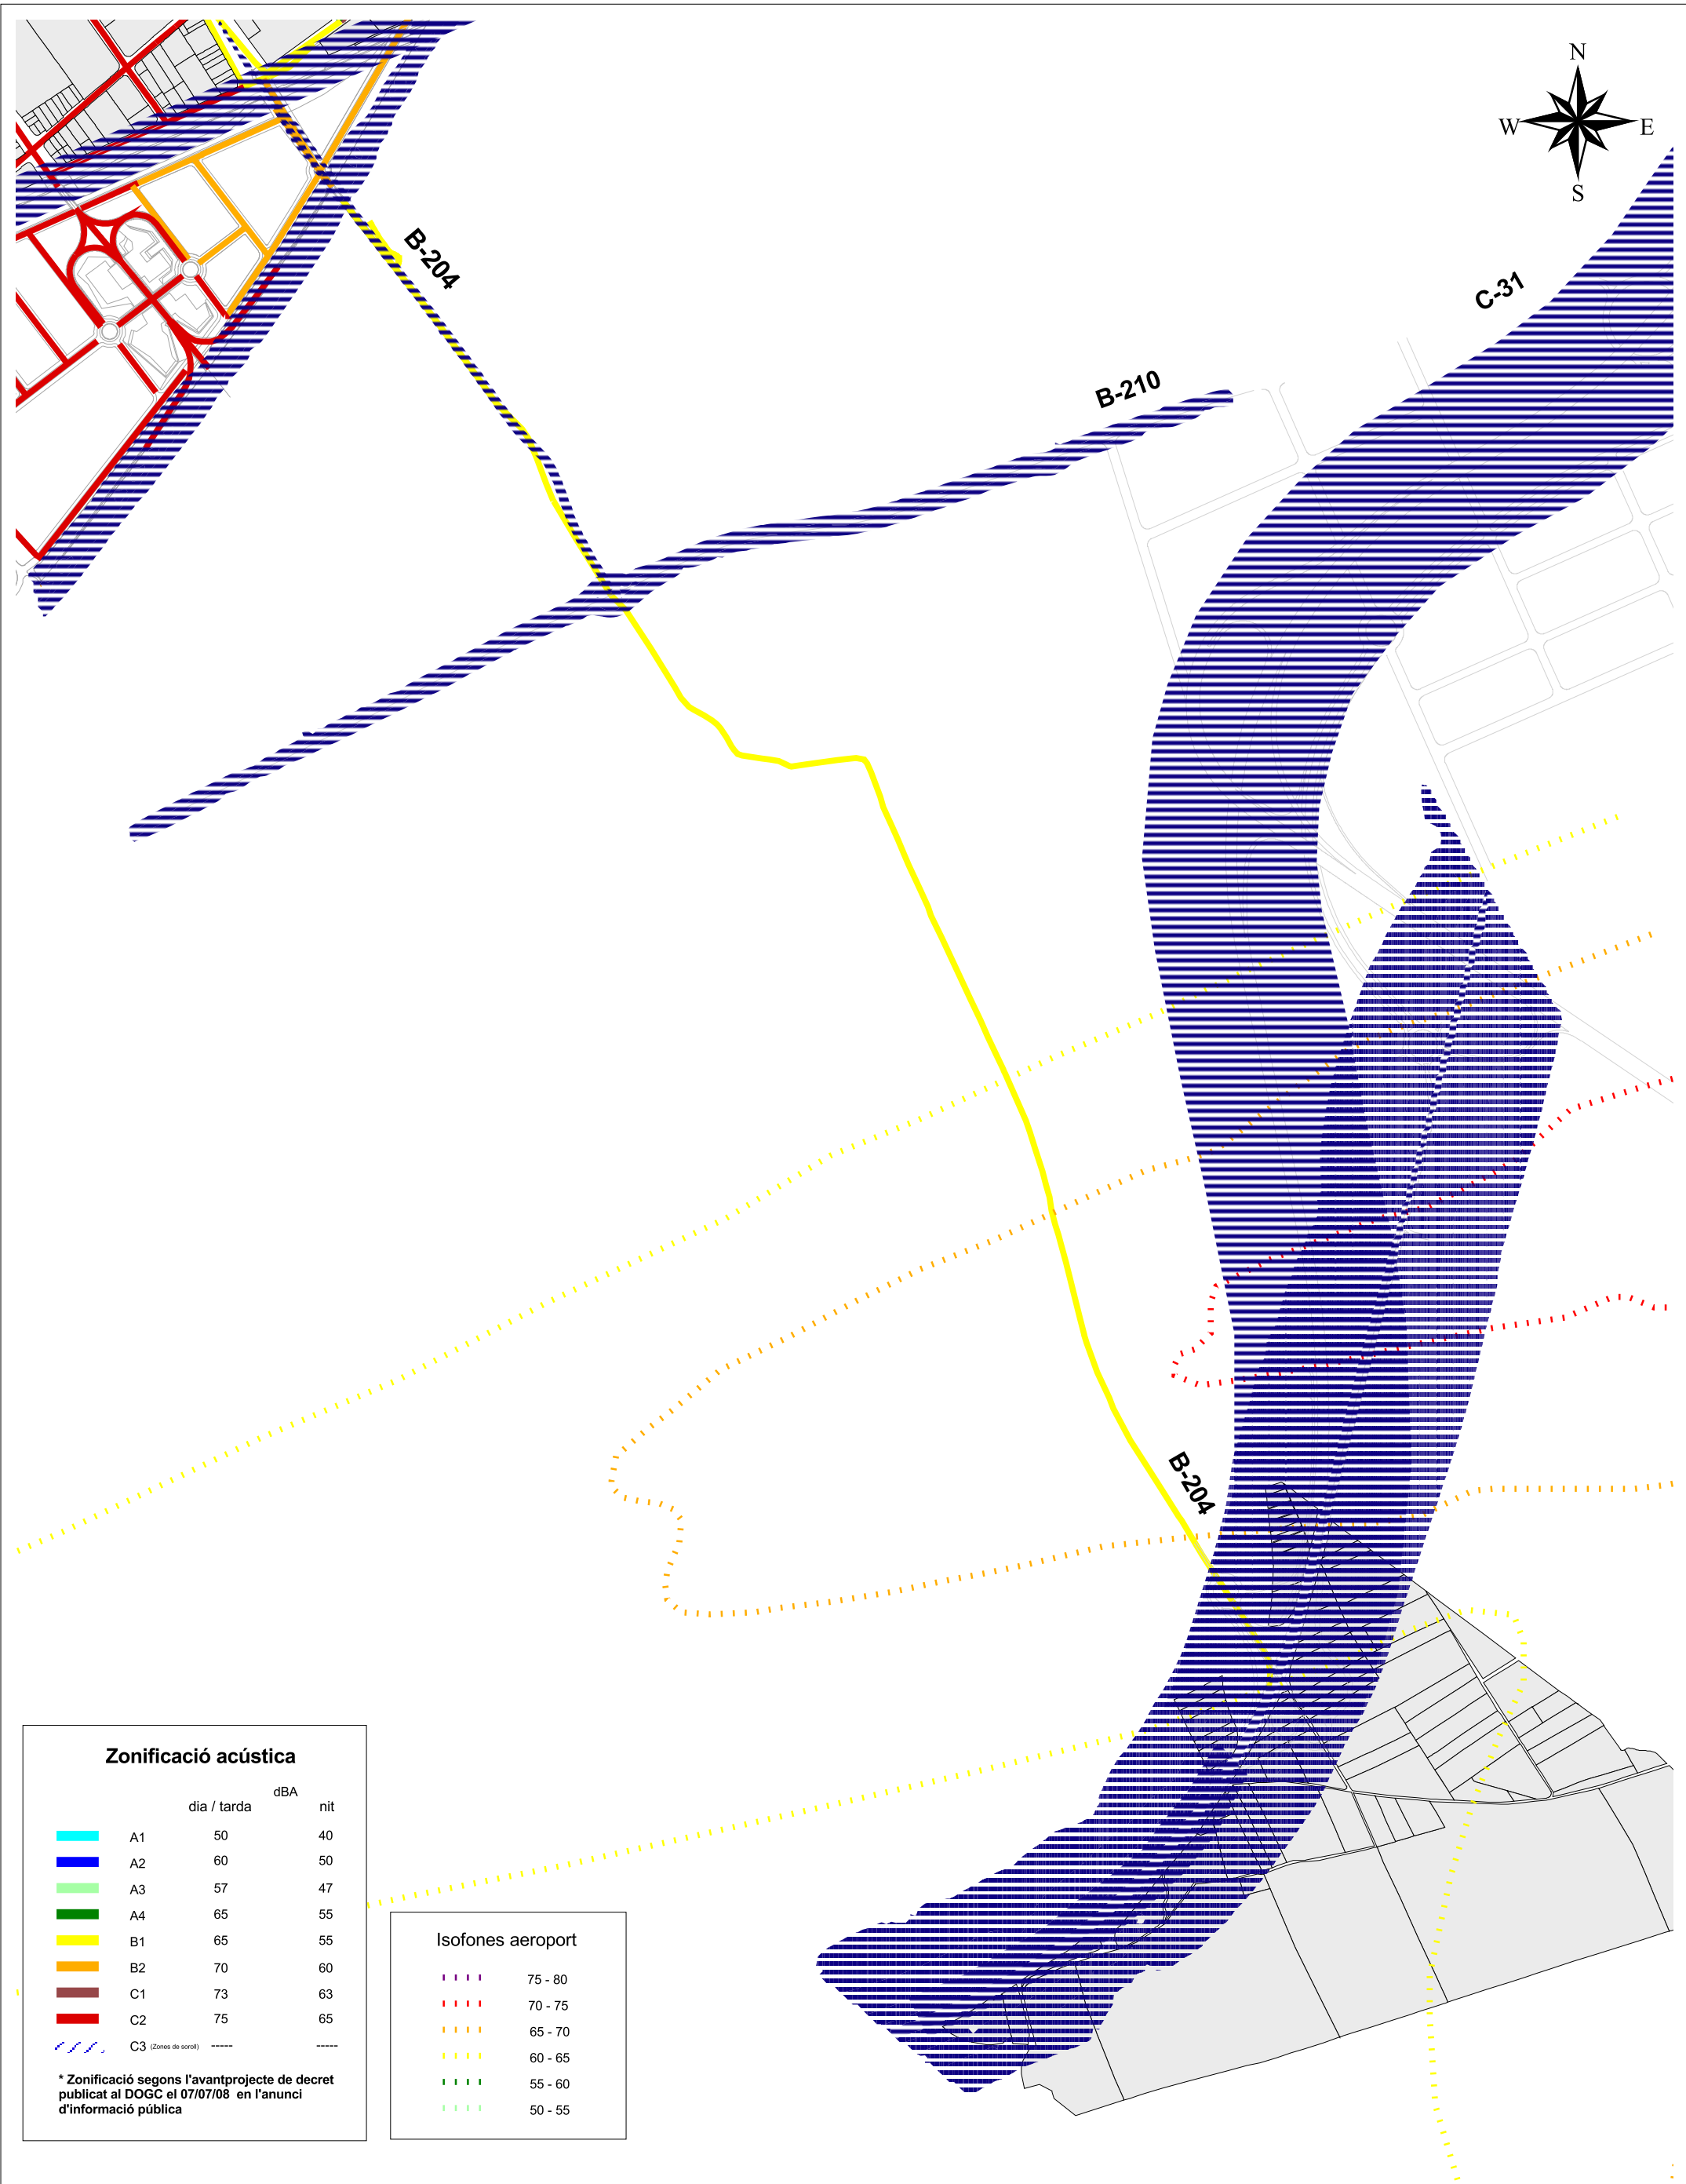 N
W E
S
B-204
C-31
B-210
B-204
Zonificació acústica
dBA
dia / tarda nit
A1 50 40
A2 60 50
A3 57 47
A4 65 55
B1 65 55
B2 70 60
C1 73 63
C2 75 65
C3 (Zones de soroll) ----- -----
* Zonificació segons l'avantprojecte de decret
publicat al DOGC el 07/07/08 en l'anunci
d'informació pública
Isofones aeroport
75 - 80
70 - 75
65 - 70
60 - 65
55 - 60
50 - 55